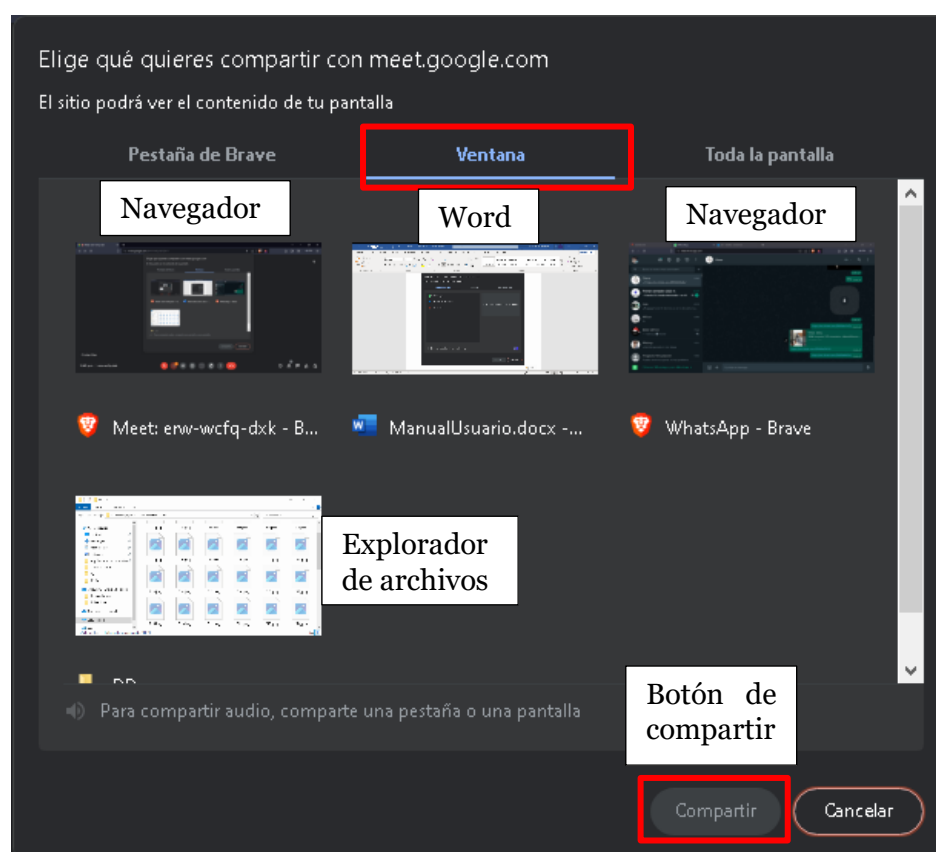 Elige qué quieres compartir con meet.google.com
El sitio podrá ver el contenido de tu pantalla
Pestaña de Brave
Ventana
Toda la pantalla
Navegador
Word
Navegador
Meet: erw-wcfq-dxk - B...
ManualUsuario.docx -...
WhatsApp - Brave
Explorador
de archivos
Para compartir audio, comparte una pestaña o una pantalla
Botón de
compartir
Compartir
Cancelar